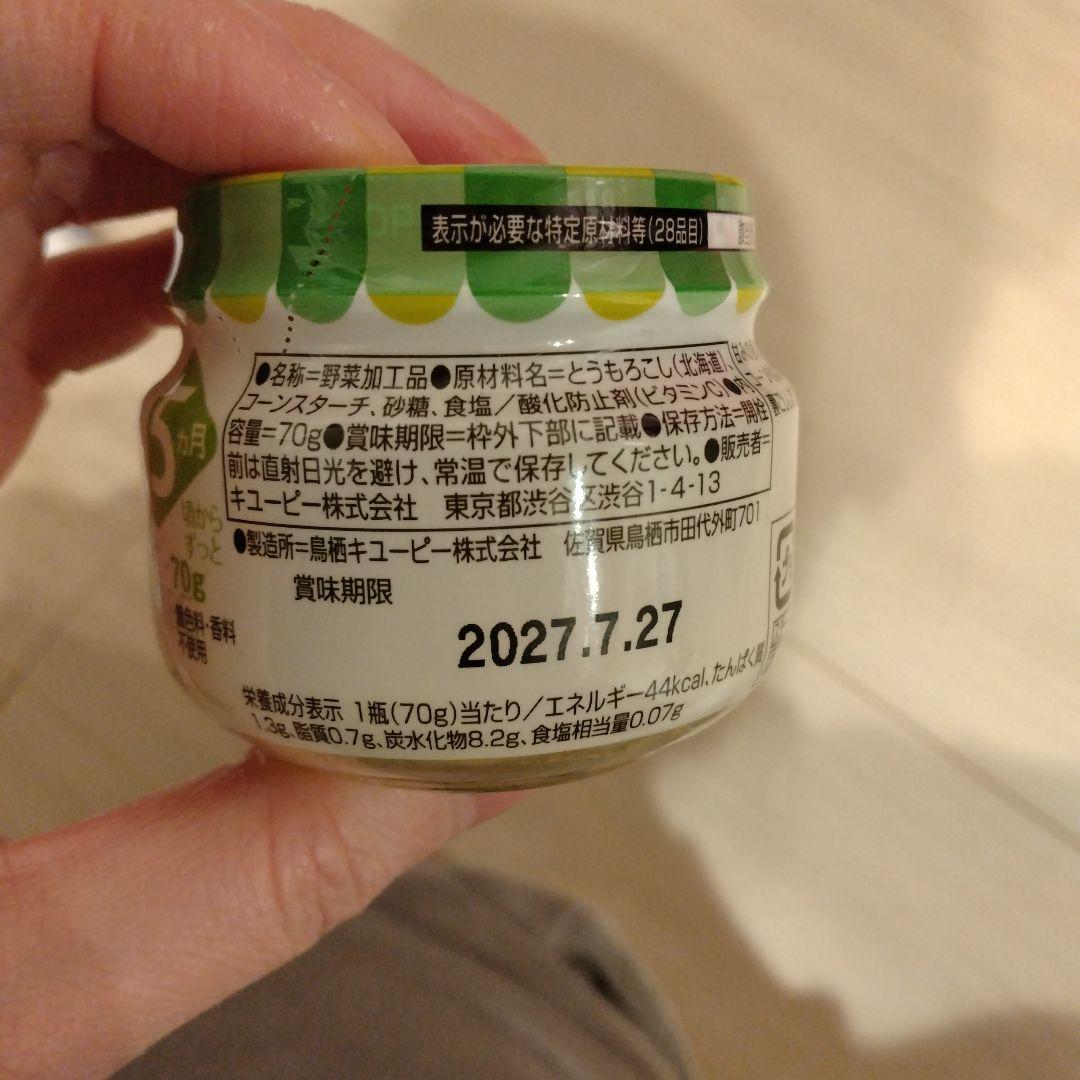 表示が必要な特定原材料等(28品目)
●名称=野菜加工品●原材料名=とうもろこし(北海道)、
コーンスターチ、砂糖、食塩／酸化防止剤(ビタミンC)●内
容量=70g●賞味期限=枠外下部に記載●保存方法=開栓
前は直射日光を避け、常温で保存してください。●販売者=
キユーピー株式会社 東京都渋谷区渋谷1-4-13
●製造所=鳥栖キユーピー株式会社 佐賀県鳥栖市田代外町701
賞味期限
2027.7.27
栄養成分表示 1瓶(70g)当たり／エネルギー44kcal、たんぱく質
1.3g、脂質0.7g、炭水化物8.2g、食塩相当量0.07g
5ヵ月
頃から
ずっと
70g
着色料・香料
不使用